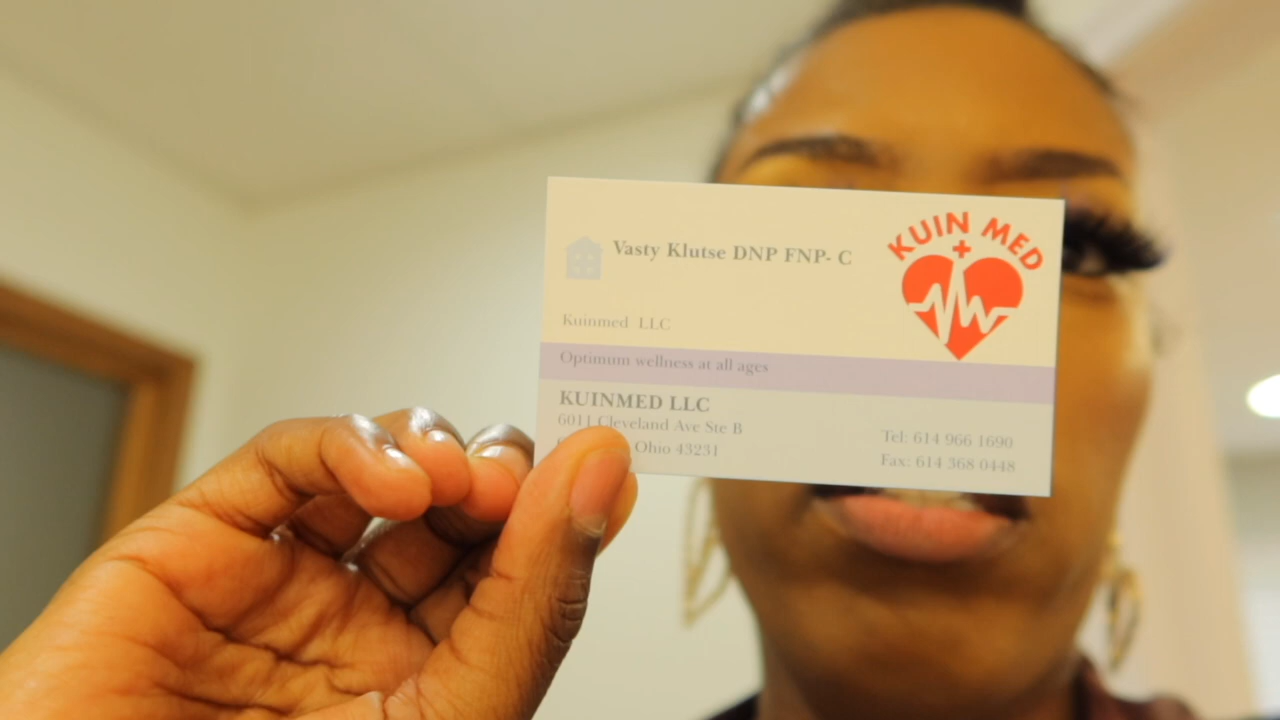 Vasty Klutse DNP FNP- C
KUIN MED
Kuinmed LLC
Optimum wellness at all ages
KUINMED LLC
6011 Cleveland Ave Ste B
Ohio 43231
Tel: 614 966 1690
Fax: 614 368 0448